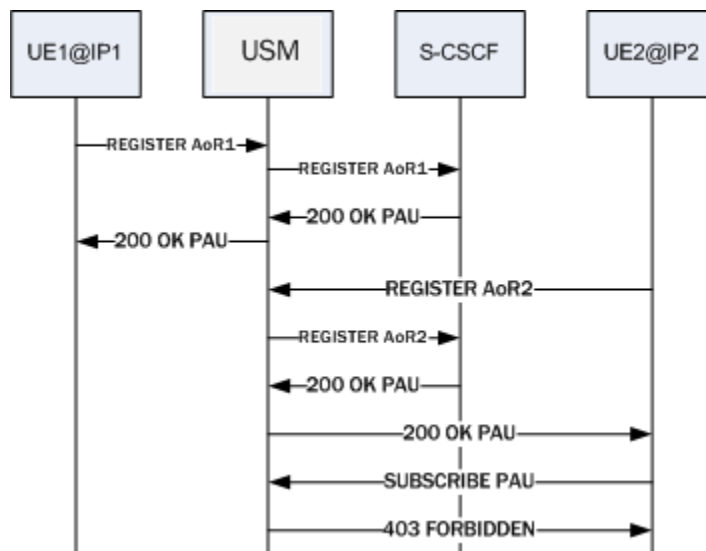 UE1@IP1
USM
S-CSCF
UE2@IP2
REGISTER AoR1
REGISTER AoR1
200 OK PAU
200 OK PAU
REGISTER AoR2
REGISTER AoR2
200 OK PAU
200 OK PAU
SUBSCRIBE PAU
403 FORBIDDEN